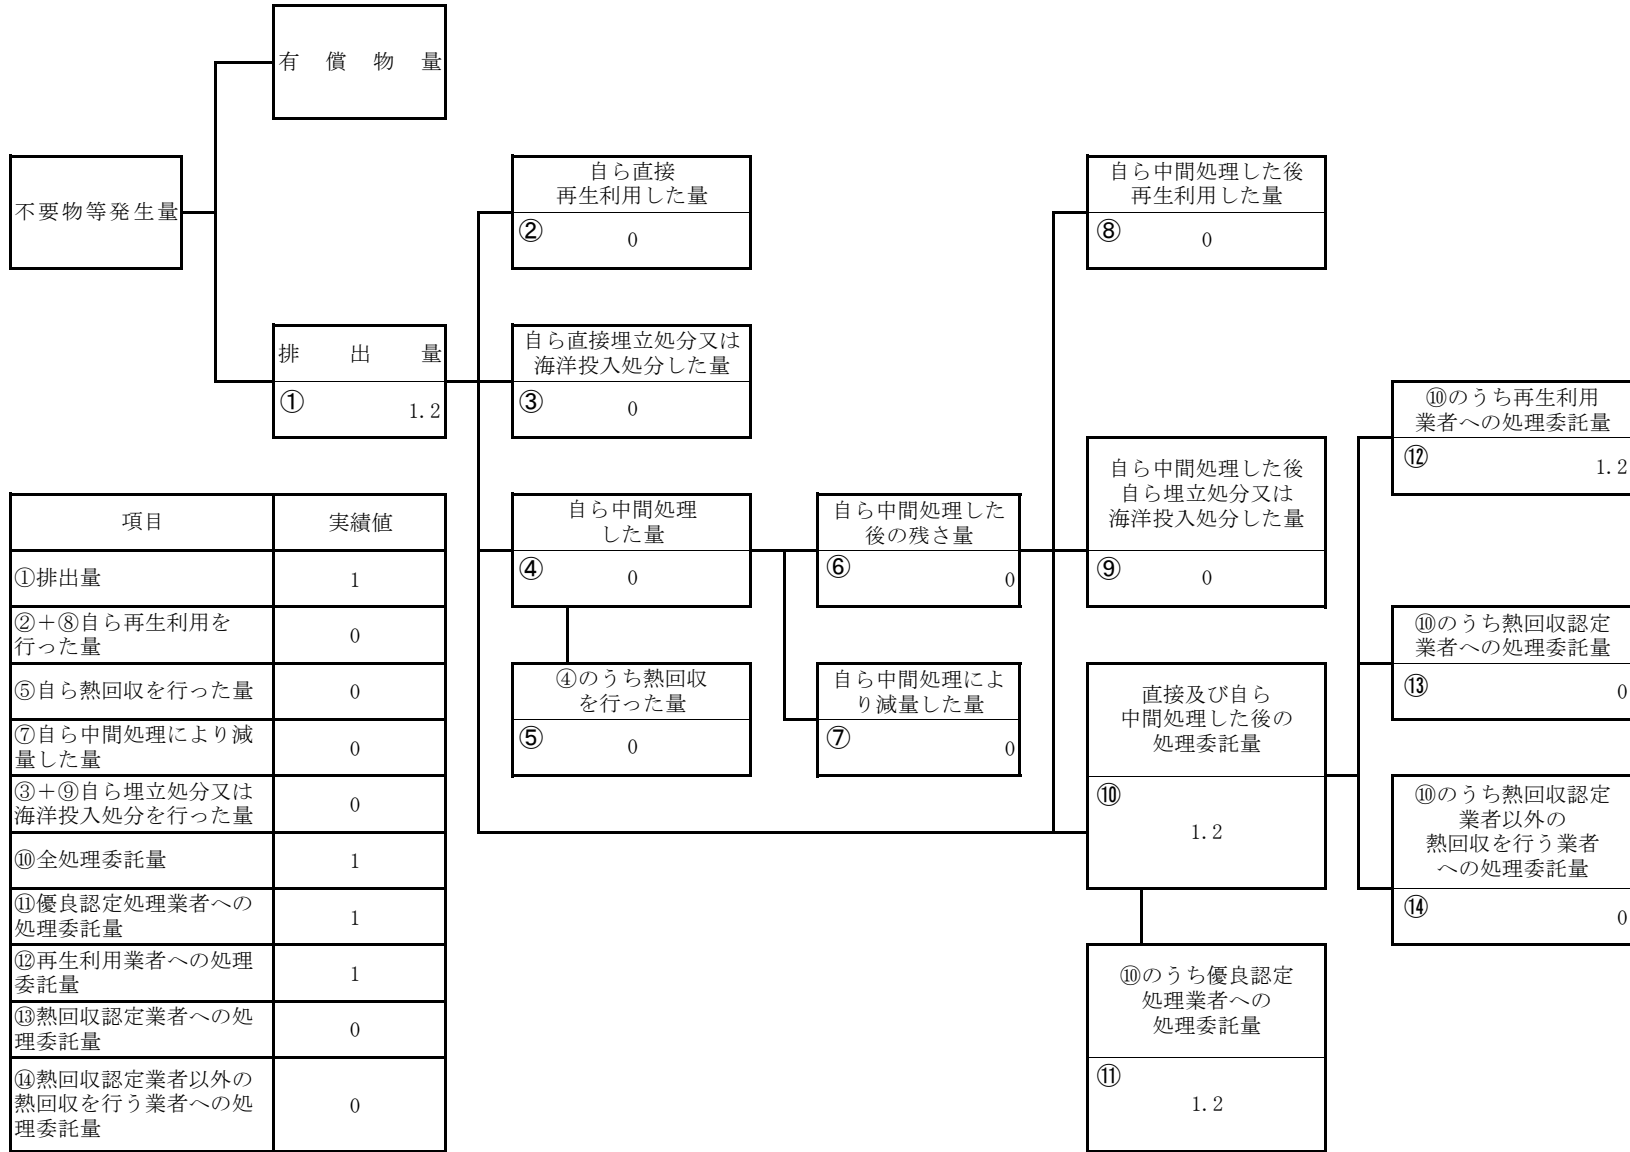 有償物量
不要物等発生量
自ら直接
再生利用した量
② 0
自ら中間処理した後
再生利用した量
⑧ 0
排出量
① 1.2
自ら直接埋立処分又は
海洋投入処分した量
③ 0
⑩のうち再生利用
業者への処理委託量
⑫ 1.2
自ら中間処理
した量
④ 0
自ら中間処理した
後の残さ量
⑥ 0
自ら中間処理した後
自ら埋立処分又は
海洋投入処分した量
⑨ 0
④のうち熱回収
を行った量
⑤ 0
自ら中間処理によ
り減量した量
⑦ 0
直接及び自ら
中間処理した後の
処理委託量
⑩
1.2
⑩のうち熱回収認定
業者への処理委託量
⑬ 0
⑩のうち熱回収認定
業者以外の
熱回収を行う業者
への処理委託量
⑭ 0
⑩のうち優良認定
処理業者への
処理委託量
⑪
1.2
項目 実績値
①排出量 1
②＋⑧自ら再生利用を
行った量 0
⑤自ら熱回収を行った量 0
⑦自ら中間処理により減
量した量 0
③＋⑨自ら埋立処分又は
海洋投入処分を行った量 0
⑩全処理委託量 1
⑪優良認定処理業者への
処理委託量 1
⑫再生利用業者への処理
委託量 1
⑬熱回収認定業者への処
理委託量 0
⑭熱回収認定業者以外の
熱回収を行う業者への処
理委託量 0